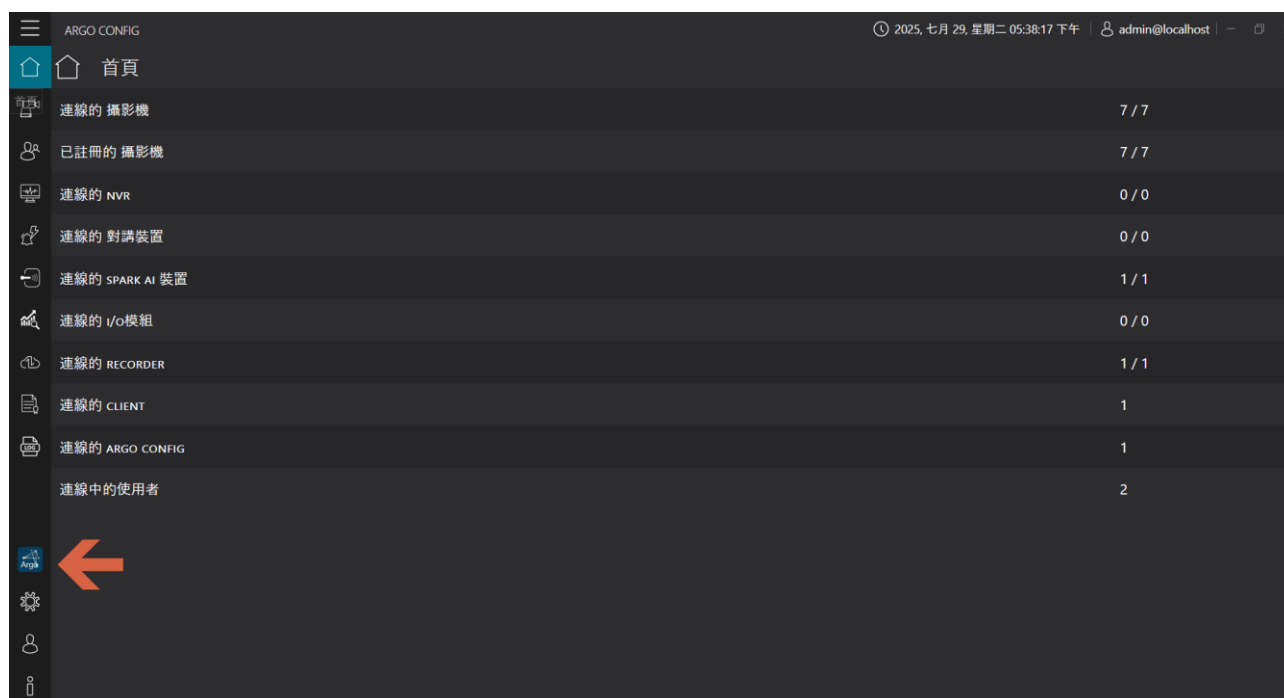 ARGO CONFIG
2025, 七月 29, 星期二 05:38:17 下午
admin@localhost
首頁
首頁
連線的 攝影機 7 / 7
已註冊的 攝影機 7 / 7
連線的 NVR 0 / 0
連線的 對講裝置 0 / 0
連線的 SPARK AI 裝置 1 / 1
連線的 I/O模組 0 / 0
連線的 RECORDER 1 / 1
連線的 CLIENT 1
LOG
連線的 ARGO CONFIG 1
連線中的使用者 2
Argo